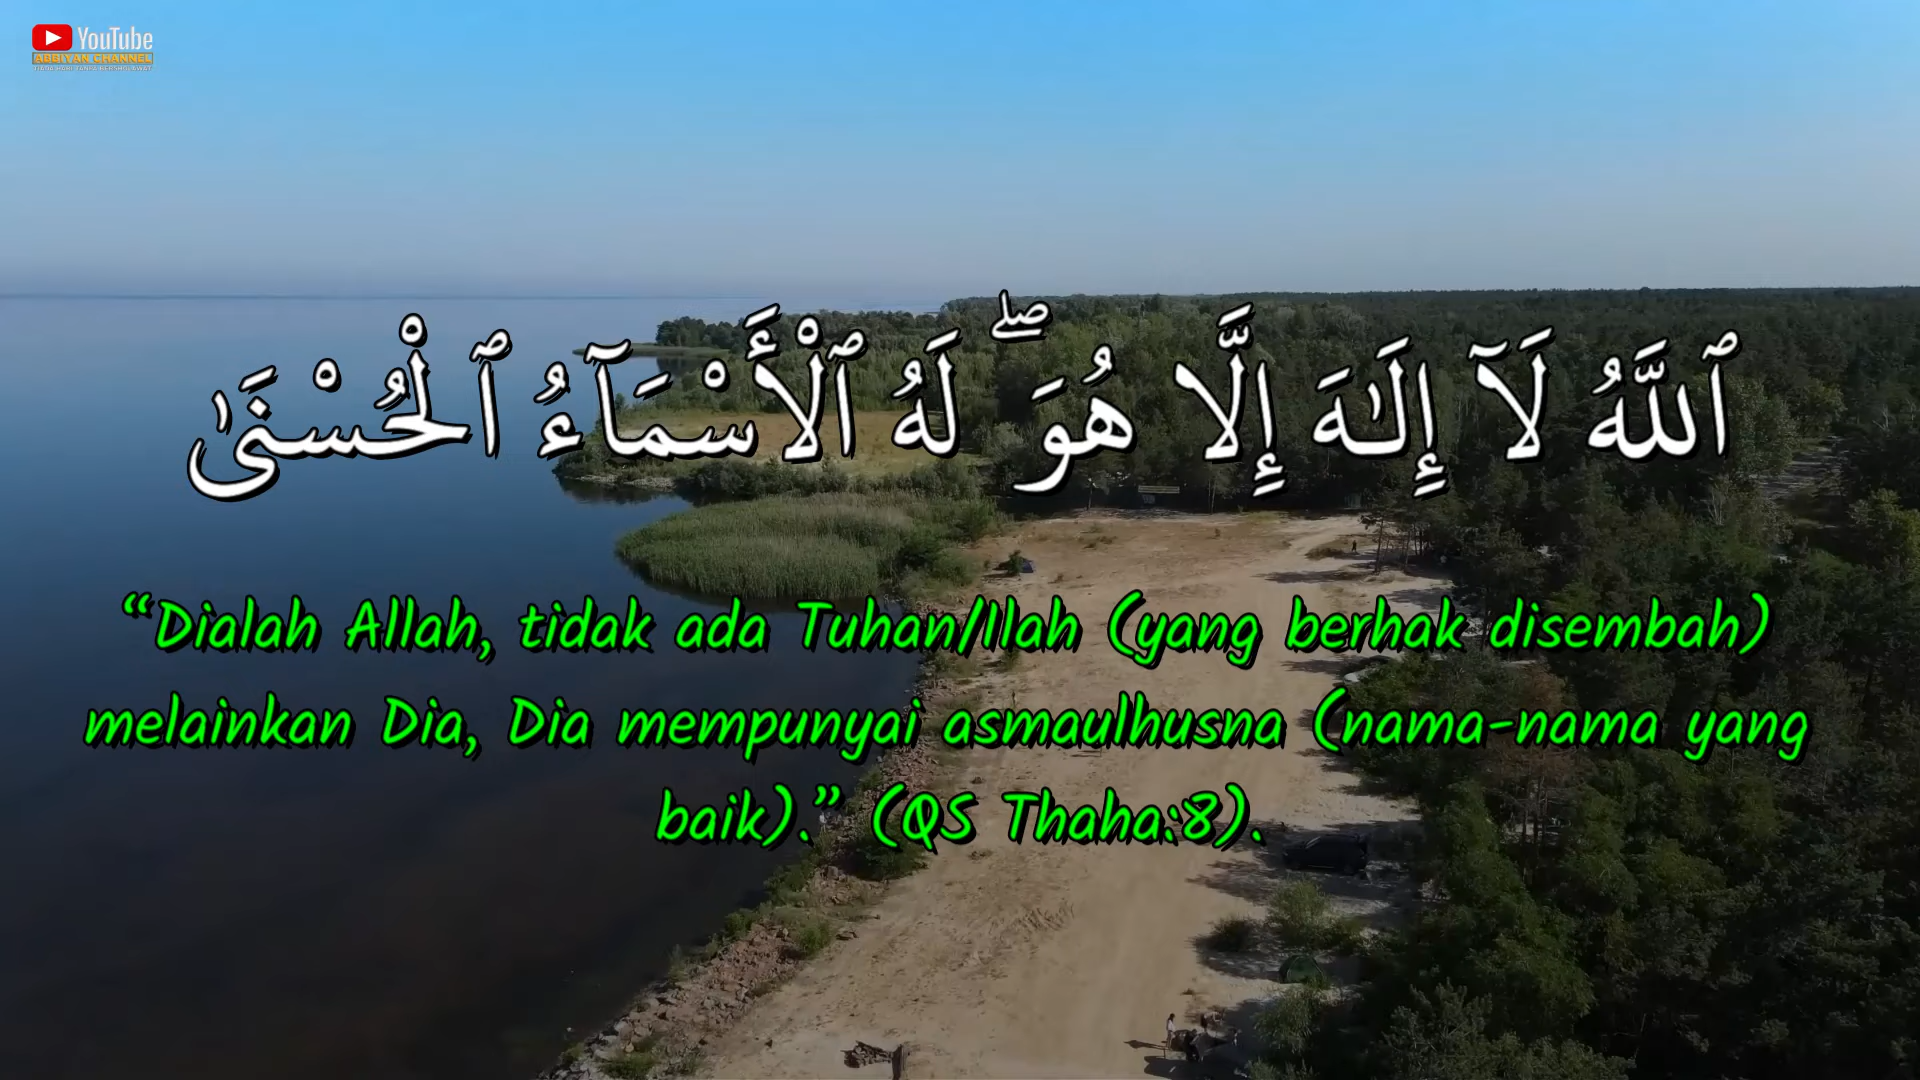 YouTube
ABBIYAN CHANNEL
ٱللَّهُ لَآ إِلَـٰهَ إِلَّا هُوَ ۖ لَهُ ٱلْأَسْمَآءُ ٱلْحُسْنَىٰ
“Dialah Allah, tidak ada Tuhan/Ilah (yang berhak disembah)
melainkan Dia, Dia mempunyai asmaulhusna (nama-nama yang
baik).” (QS Thaha:8).